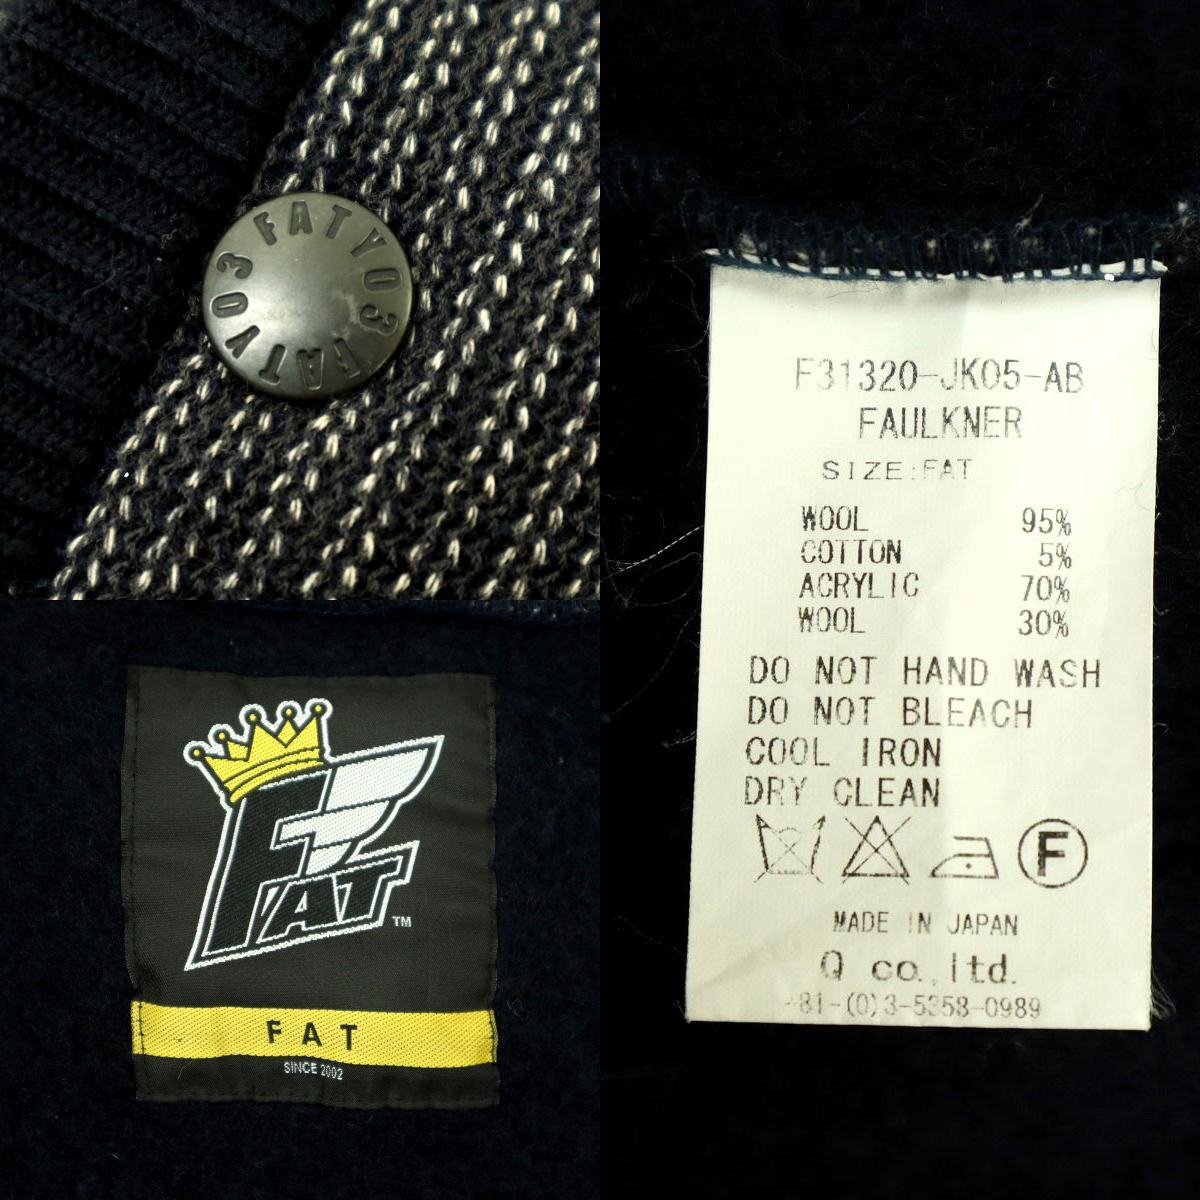 FATYO3 FATYO3
F31320-JK05-AB
FAULKNER
SIZE:FAT
WOOL 95%
COTTON 5%
ACRYLIC 70%
WOOL 30%
DO NOT HAND WASH
DO NOT BLEACH
COOL IRON
DRY CLEAN
F
MADE IN JAPAN
Q co.,ltd.
+81-(0)3-5358-0989
FAT
TM
FAT
SINCE 2002